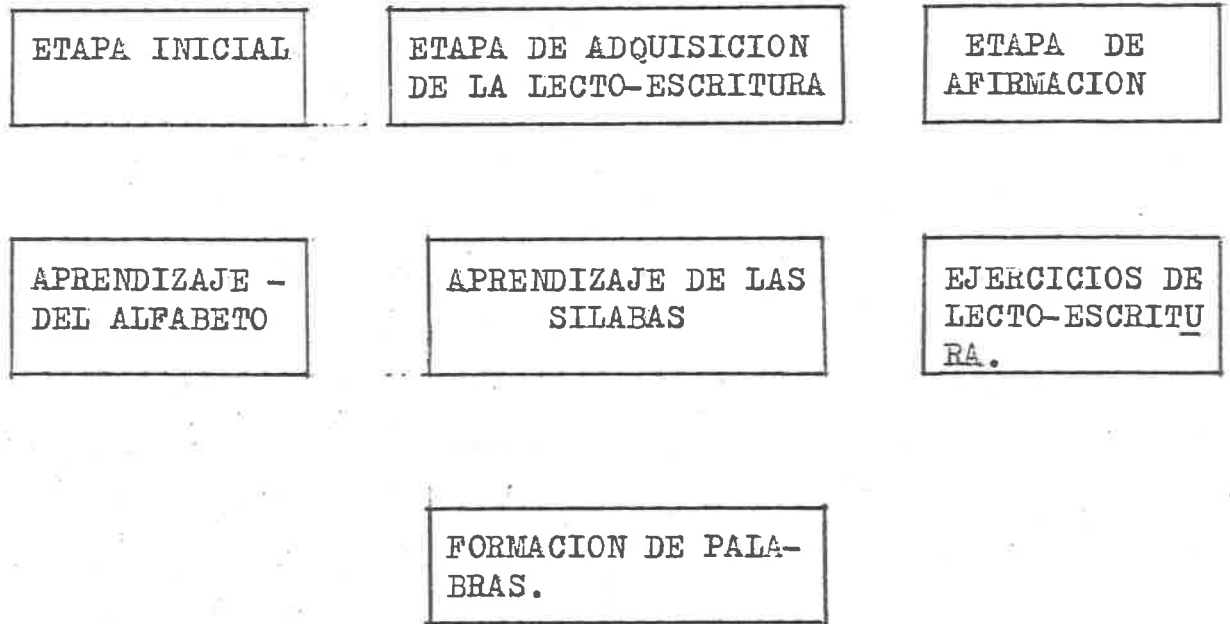 ETAPA INICIAL
ETAPA DE ADQUISICION
DE LA LECTO-ESCRITURA
ETAPA DE
AFIRMACION
APRENDIZAJE -
DEL ALFABETO
APRENDIZAJE DE LAS
SILABAS
EJERCICIOS DE
LECTO-ESCRITU
RA.
FORMACION DE PALA-
BRAS.